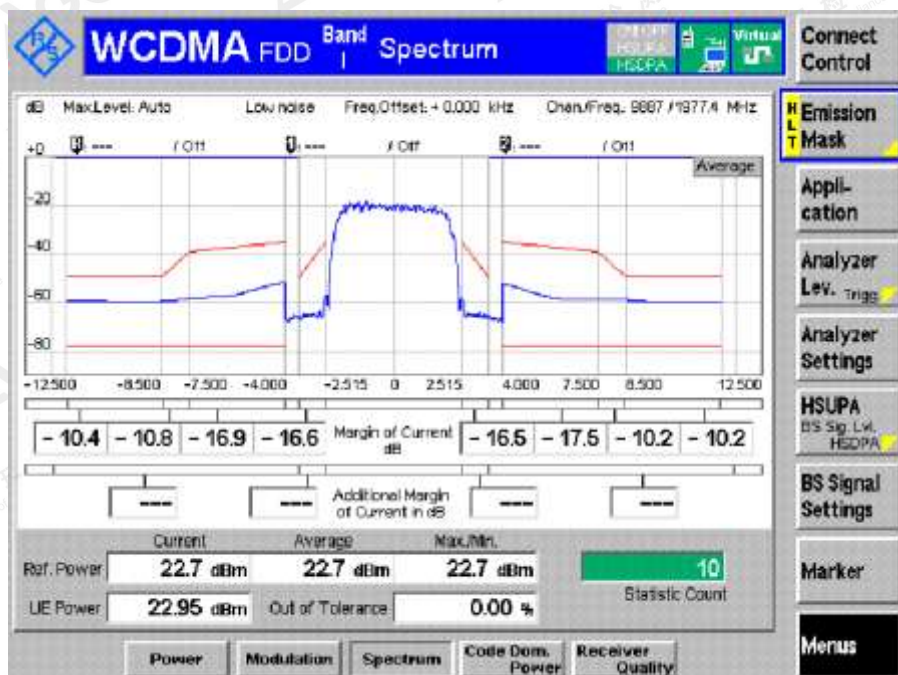 WCDMA FDD Band I Spectrum
HSDPA
Virtual
Connect Control
dB Max.Level: Auto Low noise Freq.Offset: + 0.000 kHz Chan./Freq.: 9887 / 1977.4 MHz
HLT
Emission Mask
+0 --- / Off 1: --- / Off 2: --- / Off
Average
Appli-cation
-20
-40
-60
-80
Analyzer Lev. Trigg
-12.500 -8.500 -7.500 -4.000 -2.515 0 2.515 4.000 7.500 8.500 12.500
Analyzer Settings
- 10.4 - 10.8 - 16.9 - 16.6 Margin of Current dB - 16.5 - 17.5 - 10.2 - 10.2
HSUPA
BS Sig. Lvl.
HSDPA
--- --- Additional Margin of Current in dB --- ---
BS Signal Settings
Current Average Max./Min.
Ref. Power 22.7 dBm 22.7 dBm 22.7 dBm 10
Statistic Count
Marker
UE Power 22.95 dBm Out of Tolerance 0.00 %
Power Modulation Spectrum Code Dom. Power Receiver Quality
Menus